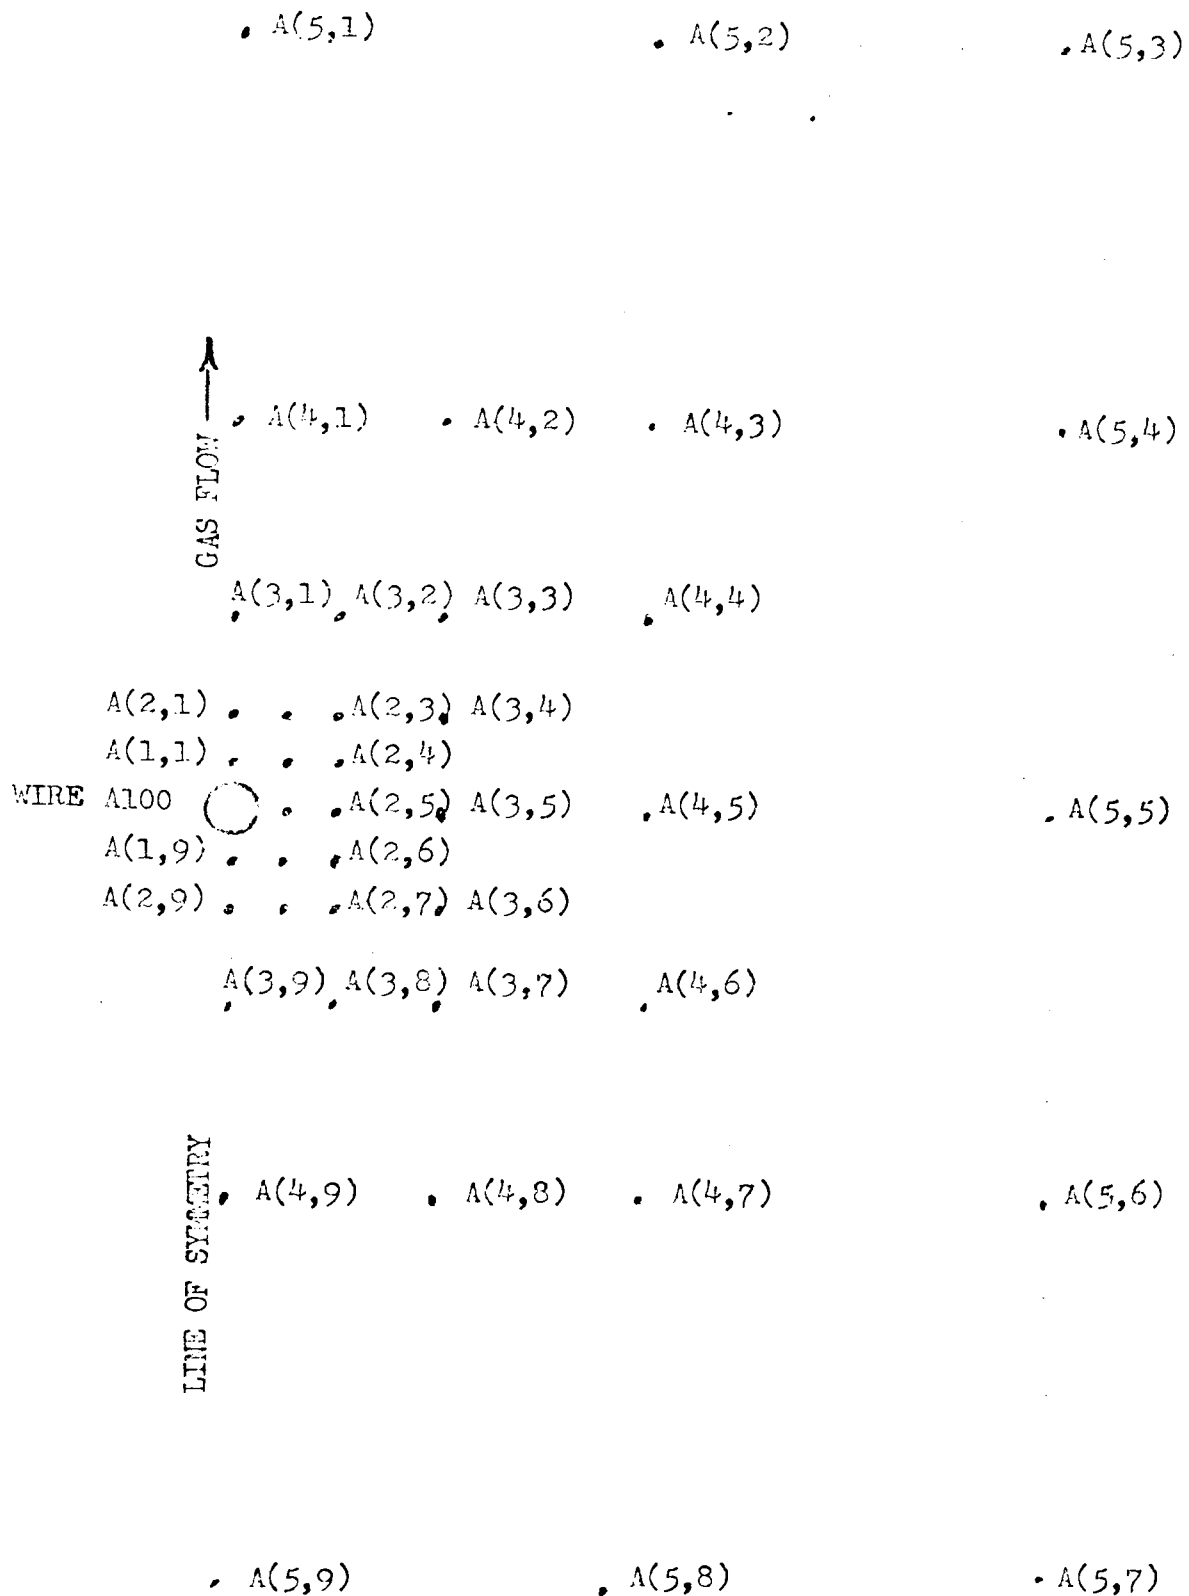 A(5,1) A(5,2) A(5,3)
GAS FLOW
A(4,1) A(4,2) A(4,3) A(5,4)
A(3,1) A(3,2) A(3,3) A(4,4)
A(2,1) A(2,3) A(3,4)
A(1,1) A(2,4)
WIRE A100 A(2,5) A(3,5) A(4,5) A(5,5)
A(1,9) A(2,6)
A(2,9) A(2,7) A(3,6)
A(3,9) A(3,8) A(3,7) A(4,6)
LINE OF SYMMETRY
A(4,9) A(4,8) A(4,7) A(5,6)
A(5,9) A(5,8) A(5,7)